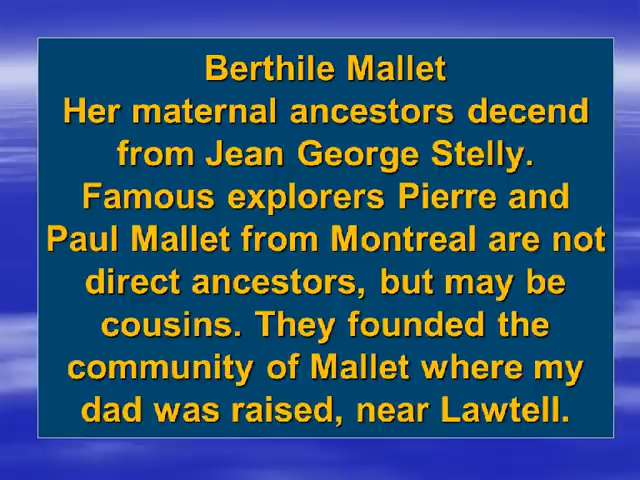 Berthile Mallet
Her maternal ancestors decend
from Jean George Stelly.
Famous explorers Pierre and
Paul Mallet from Montreal are not
direct ancestors, but may be
cousins. They founded the
community of Mallet where my
dad was raised, near Lawtell.